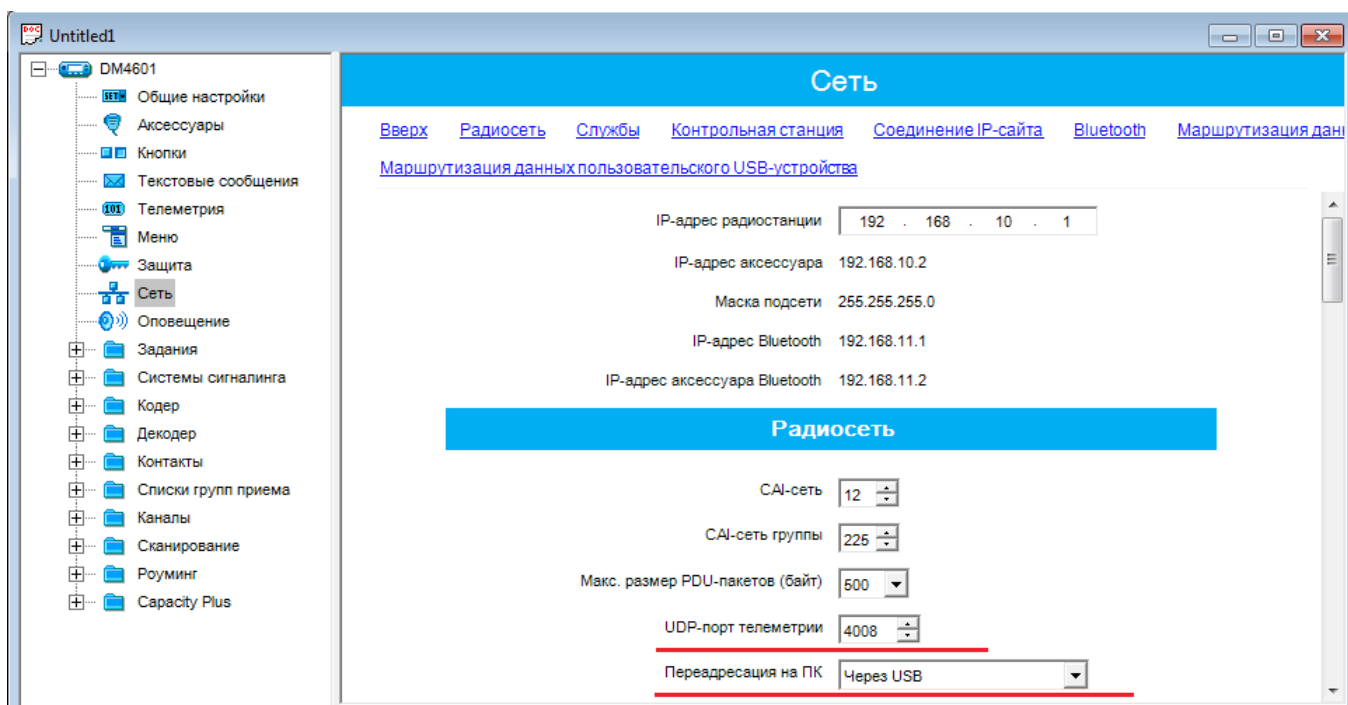 Untitled1
DM4601
Общие настройки
Аксессуары
Кнопки
Текстовые сообщения
Телеметрия
Меню
Защита
Сеть
Оповещение
Задания
Системы сигналинга
Кодер
Декодер
Контакты
Списки групп приема
Каналы
Сканирование
Роуминг
Capacity Plus
Сеть
Вверх Радиосеть Службы Контрольная станция Соединение IP-сайта Bluetooth Маршрутизация данн
Маршрутизация данных пользовательского USB-устройства
IP-адрес радиостанции 192 . 168 . 10 . 1
IP-адрес аксессуара 192.168.10.2
Маска подсети 255.255.255.0
IP-адрес Bluetooth 192.168.11.1
IP-адрес аксессуара Bluetooth 192.168.11.2
Радиосеть
CAI-сеть 12
CAI-сеть группы 225
Макс. размер PDU-пакетов (байт) 500
UDP-порт телеметрии 4008
Переадресация на ПК Через USB